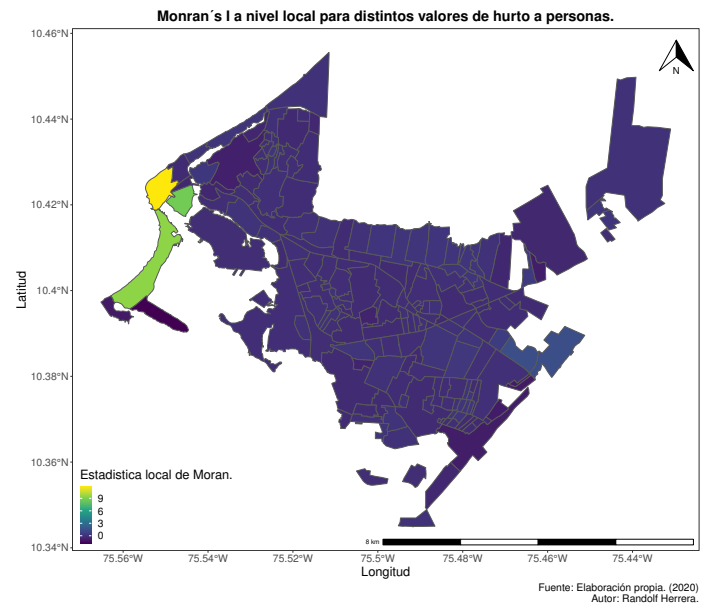 Monran´s I a nivel local para distintos valores de hurto a personas.
10.46°N
10.44°N
10.42°N
10.4°N
10.38°N
10.36°N
10.34°N
Latitud
N
Estadistica local de Moran.
9
6
3
0
8 km
75.56°W 75.54°W 75.52°W 75.5°W 75.48°W 75.46°W 75.44°W
Longitud
Fuente: Elaboración propia. (2020)
Autor: Randolf Herrera.